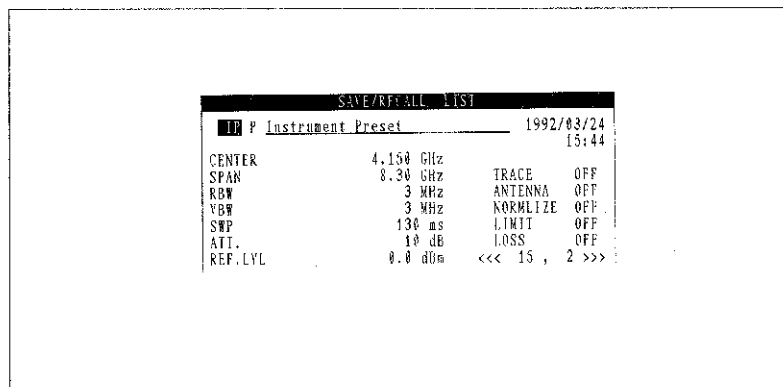 SAVE/RECALL LIST
IP P Instrument Preset 1992/03/24
15:44
CENTER 4.150 GHz
SPAN 8.30 GHz TRACE OFF
RBW 3 MHz ANTENNA OFF
VBW 3 MHz NORMLIZE OFF
SWP 130 ms LIMIT OFF
ATT. 10 dB LOSS OFF
REF.LVL 0.0 dBm <<< 15 , 2 >>>